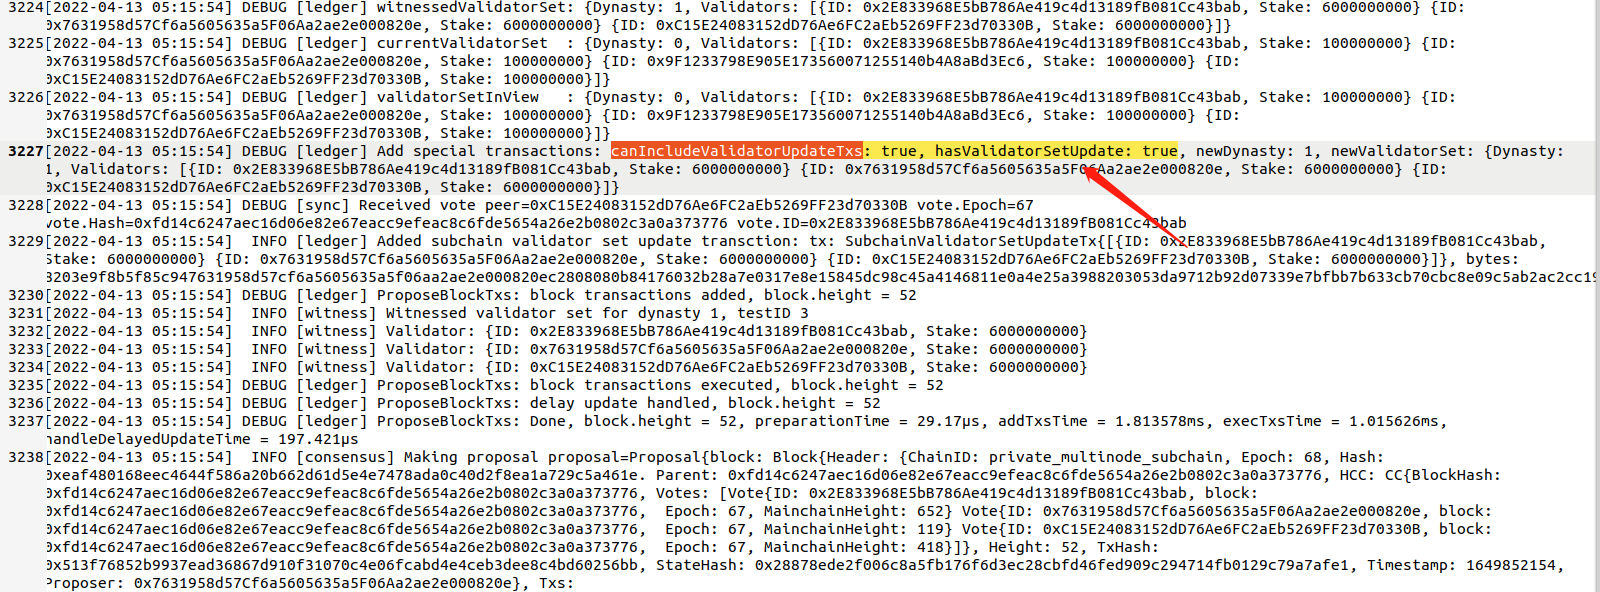 3224[2022-04-13 05:15:54] DEBUG [ledger] witnessedValidatorSet: {Dynasty: 1, Validators: [{ID: 0x2E833968E5bB786Ae419c4d13189fB081Cc43bab, Stake: 6000000000} {ID:
0x7631958d57Cf6a5605635a5F06Aa2ae2e000820e, Stake: 6000000000} {ID: 0xC15E24083152dD76Ae6FC2aEb5269FF23d70330B, Stake: 6000000000}]}
3225[2022-04-13 05:15:54] DEBUG [ledger] currentValidatorSet  : {Dynasty: 0, Validators: [{ID: 0x2E833968E5bB786Ae419c4d13189fB081Cc43bab, Stake: 100000000} {ID:
0x7631958d57Cf6a5605635a5F06Aa2ae2e000820e, Stake: 100000000} {ID: 0x9F1233798E905E173560071255140b4A8aBd3Ec6, Stake: 100000000} {ID:
0xC15E24083152dD76Ae6FC2aEb5269FF23d70330B, Stake: 100000000}]}
3226[2022-04-13 05:15:54] DEBUG [ledger] validatorSetInView   : {Dynasty: 0, Validators: [{ID: 0x2E833968E5bB786Ae419c4d13189fB081Cc43bab, Stake: 100000000} {ID:
0x7631958d57Cf6a5605635a5F06Aa2ae2e000820e, Stake: 100000000} {ID: 0x9F1233798E905E173560071255140b4A8aBd3Ec6, Stake: 100000000} {ID:
0xC15E24083152dD76Ae6FC2aEb5269FF23d70330B, Stake: 100000000}]}
3227[2022-04-13 05:15:54] DEBUG [ledger] Add special transactions: canIncludeValidatorUpdateTxs: true, hasValidatorSetUpdate: true, newDynasty: 1, newValidatorSet: {Dynasty:
1, Validators: [{ID: 0x2E833968E5bB786Ae419c4d13189fB081Cc43bab, Stake: 6000000000} {ID: 0x7631958d57Cf6a5605635a5F06Aa2ae2e000820e, Stake: 6000000000} {ID:
0xC15E24083152dD76Ae6FC2aEb5269FF23d70330B, Stake: 6000000000}]}
3228[2022-04-13 05:15:54] DEBUG [sync] Received vote peer=0xC15E24083152dD76Ae6FC2aEb5269FF23d70330B vote.Epoch=67
vote.Hash=0xfd14c6247aec16d06e82e67eacc9efeac8c6fde5654a26e2b0802c3a0a373776 vote.ID=0x2E833968E5bB786Ae419c4d13189fB081Cc43bab
3229[2022-04-13 05:15:54]  INFO [ledger] Added subchain validator set update transction: tx: SubchainValidatorSetUpdateTx{[{ID: 0x2E833968E5bB786Ae419c4d13189fB081Cc43bab,
Stake: 6000000000} {ID: 0x7631958d57Cf6a5605635a5F06Aa2ae2e000820e, Stake: 6000000000} {ID: 0xC15E24083152dD76Ae6FC2aEb5269FF23d70330B, Stake: 6000000000}]}, bytes:
8203e9f8b5f85c947631958d57cf6a5605635a5f06aa2ae2e000820ec2808080b84176032b28a7e0317e8e15845dc98c45a4146811e0a4e25a3988203053da9712b92d07339e7bfbb7b633cb70cbc8e09c5ab2ac2cc19
3230[2022-04-13 05:15:54] DEBUG [ledger] ProposeBlockTxs: block transactions added, block.height = 52
3231[2022-04-13 05:15:54]  INFO [witness] Witnessed validator set for dynasty 1, testID 3
3232[2022-04-13 05:15:54]  INFO [witness] Validator: {ID: 0x2E833968E5bB786Ae419c4d13189fB081Cc43bab, Stake: 6000000000}
3233[2022-04-13 05:15:54]  INFO [witness] Validator: {ID: 0x7631958d57Cf6a5605635a5F06Aa2ae2e000820e, Stake: 6000000000}
3234[2022-04-13 05:15:54]  INFO [witness] Validator: {ID: 0xC15E24083152dD76Ae6FC2aEb5269FF23d70330B, Stake: 6000000000}
3235[2022-04-13 05:15:54] DEBUG [ledger] ProposeBlockTxs: block transactions executed, block.height = 52
3236[2022-04-13 05:15:54] DEBUG [ledger] ProposeBlockTxs: delay update handled, block.height = 52
3237[2022-04-13 05:15:54] DEBUG [ledger] ProposeBlockTxs: Done, block.height = 52, preparationTime = 29.17µs, addTxsTime = 1.813578ms, execTxsTime = 1.015626ms,
handleDelayedUpdateTime = 197.421µs
3238[2022-04-13 05:15:54]  INFO [consensus] Making proposal proposal=Proposal{block: Block{Header: {ChainID: private_multinode_subchain, Epoch: 68, Hash:
0xeaf480168eec4644f586a20b662d61d5e4e7478ada0c40d2f8ea1a729c5a461e. Parent: 0xfd14c6247aec16d06e82e67eacc9efeac8c6fde5654a26e2b0802c3a0a373776, HCC: CC{BlockHash:
0xfd14c6247aec16d06e82e67eacc9efeac8c6fde5654a26e2b0802c3a0a373776, Votes: [Vote{ID: 0x2E833968E5bB786Ae419c4d13189fB081Cc43bab, block:
0xfd14c6247aec16d06e82e67eacc9efeac8c6fde5654a26e2b0802c3a0a373776,  Epoch: 67, MainchainHeight: 652} Vote{ID: 0x7631958d57Cf6a5605635a5F06Aa2ae2e000820e, block:
0xfd14c6247aec16d06e82e67eacc9efeac8c6fde5654a26e2b0802c3a0a373776,  Epoch: 67, MainchainHeight: 119} Vote{ID: 0xC15E24083152dD76Ae6FC2aEb5269FF23d70330B, block:
0xfd14c6247aec16d06e82e67eacc9efeac8c6fde5654a26e2b0802c3a0a373776,  Epoch: 67, MainchainHeight: 418}]}, Height: 52, TxHash:
0x513f76852b9937ead36867d910f31070c4e06fcabd4e4ceb3dee8c4bd60256bb, StateHash: 0x28878ede2f006c8a5fb176f6d3ec28cbfd46fed909c294714fb0129c79a7afe1, Timestamp: 1649852154,
Proposer: 0x7631958d57Cf6a5605635a5F06Aa2ae2e000820e}, Txs: